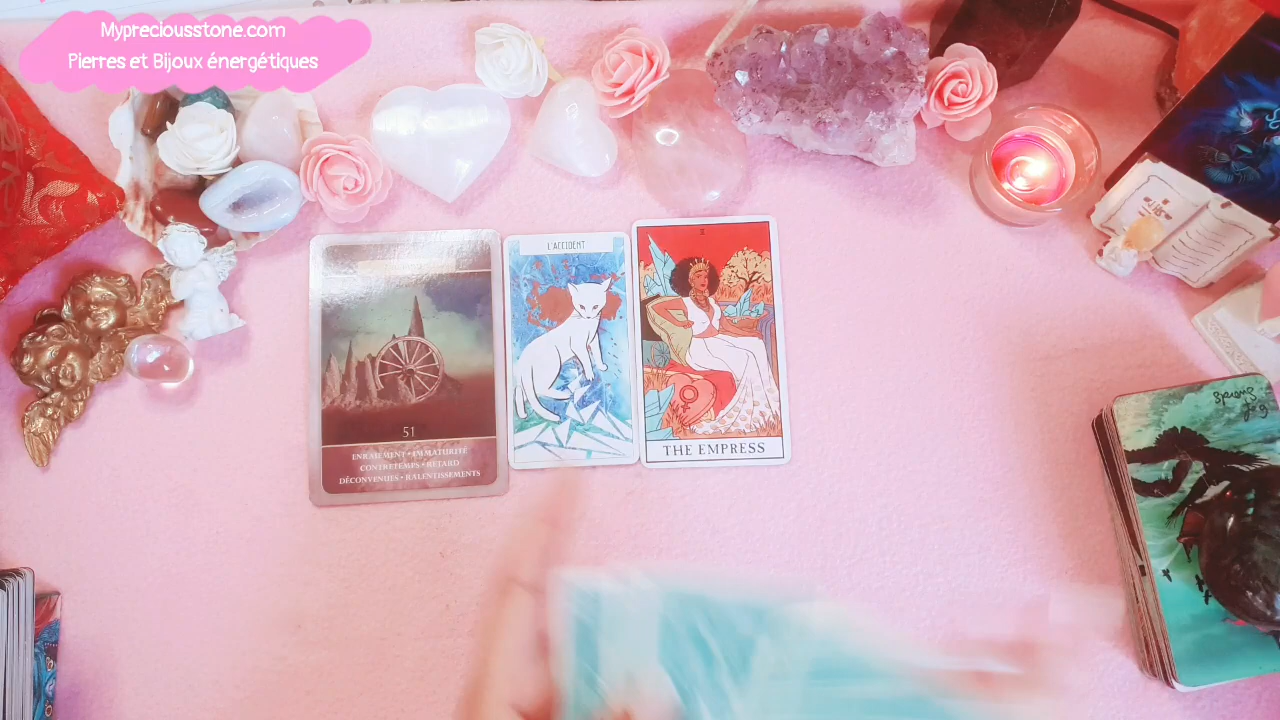 Mypreciousstone.com
Pierres et Bijoux énergétiques
L'ACCIDENT
THE EMPRESS
51
ENRAIEMENT • IMMATURITÉ
CONTRETEMPS • RETARD
DÉCONVENUES • RALENTISSEMENTS